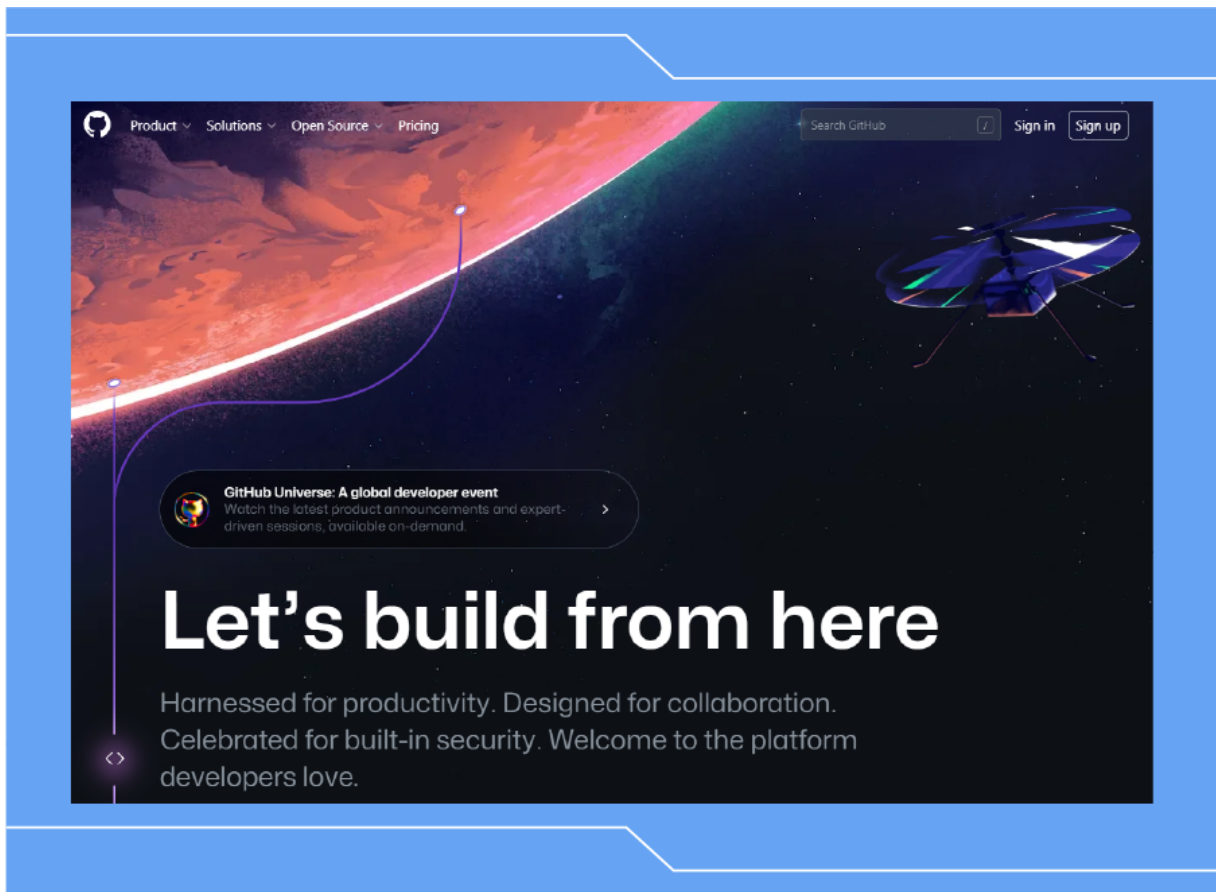 Product Solutions Open Source Pricing Search GitHub / Sign in Sign up
GitHub Universe: A global developer event
Watch the latest product announcements and expert-
driven sessions, available on-demand.
Let’s build from here
Harnessed for productivity. Designed for collaboration.
Celebrated for built-in security. Welcome to the platform
developers love.